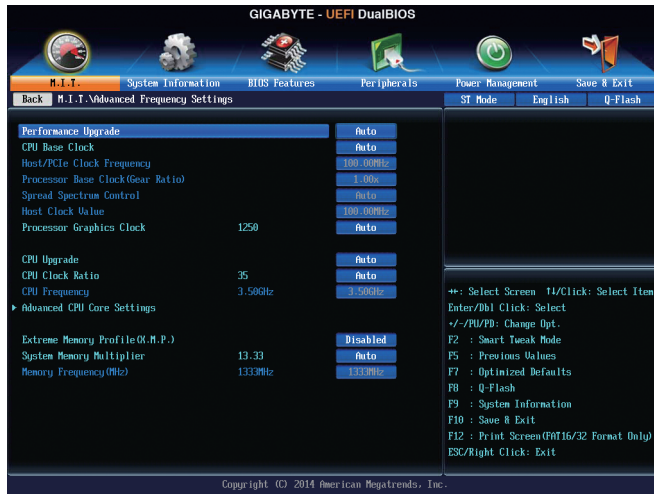 GIGABYTE - UEFI DualBIOS
M.I.T. System Information BIOS Features Peripherals Power Management Save & Exit
Back M.I.T.\Advanced Frequency Settings ST Mode English Q-Flash
Performance Upgrade Auto
CPU Base Clock Auto
Host/PCIe Clock Frequency 100.00MHz
Processor Base Clock(Gear Ratio) 1.00x
Spread Spectrum Control Auto
Host Clock Value 100.00MHz
Processor Graphics Clock 1250 Auto
CPU Upgrade Auto
CPU Clock Ratio 35 Auto
CPU Frequency 3.50GHz 3.50GHz
Advanced CPU Core Settings
Extreme Memory Profile(X.M.P.) Disabled
System Memory Multiplier 13.33 Auto
Memory Frequency(MHz) 1333MHz 1333MHz
↔: Select Screen ↑↓/Click: Select Item
Enter/Dbl Click: Select
+/-/PU/PD: Change Opt.
F2 : Smart Tweak Mode
F5 : Previous Values
F7 : Optimized Defaults
F8 : Q-Flash
F9 : System Information
F10 : Save & Exit
F12 : Print Screen(FAT16/32 Format Only)
ESC/Right Click: Exit
Copyright (C) 2014 American Megatrends, Inc.